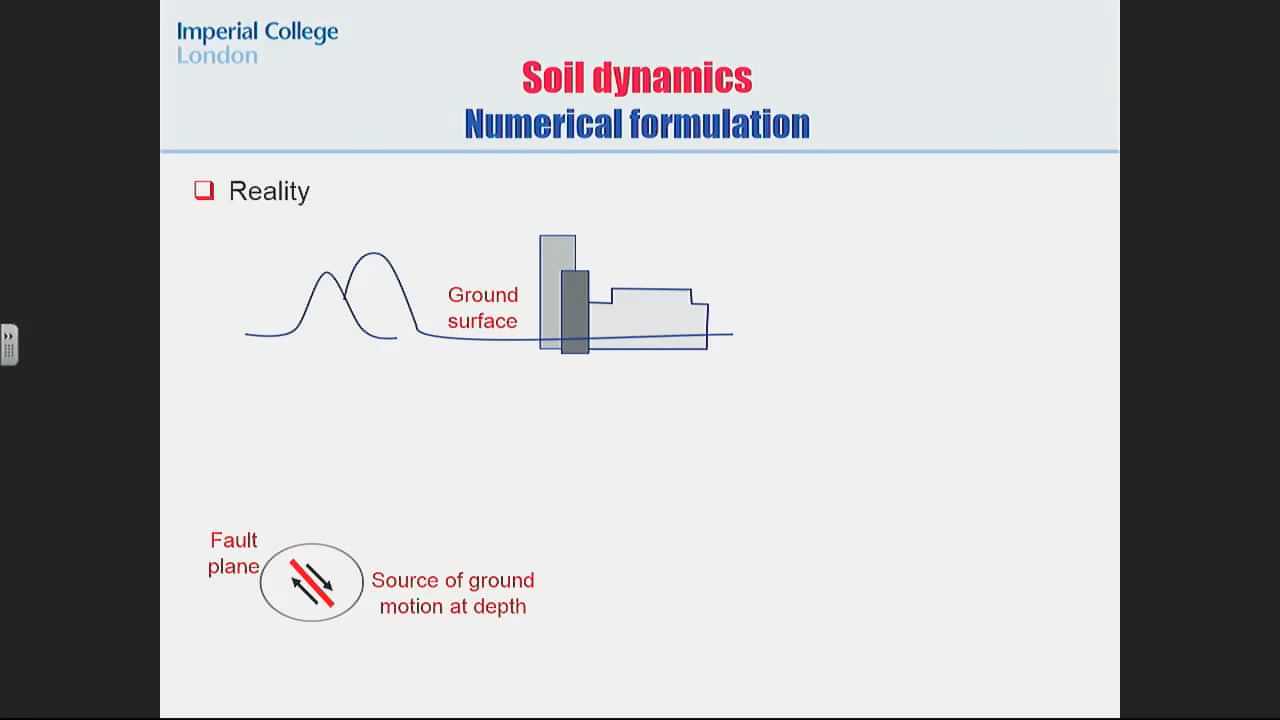 Imperial College
London
Soil dynamics
Numerical formulation
Reality
Ground
surface
Fault
plane
Source of ground
motion at depth